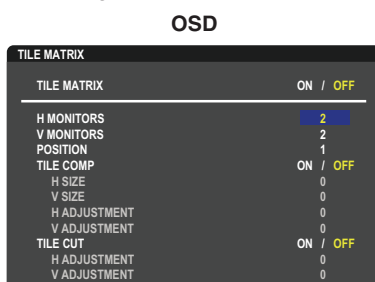 OSD
TILE MATRIX
TILE MATRIX ON / OFF
H MONITORS 2
V MONITORS 2
POSITION 1
TILE COMP ON / OFF
H SIZE 0
V SIZE 0
H ADJUSTMENT 0
V ADJUSTMENT 0
TILE CUT ON / OFF
H ADJUSTMENT 0
V ADJUSTMENT 0